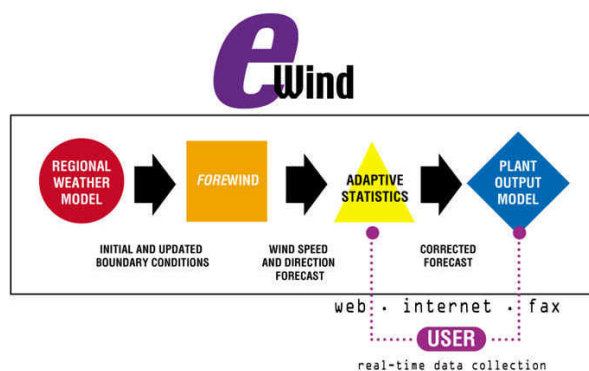 eWind
REGIONAL
WEATHER
MODEL
FOREWIND
ADAPTIVE
STATISTICS
PLANT
OUTPUT
MODEL
INITIAL AND UPDATED
BOUNDARY CONDITIONS
WIND SPEED
AND DIRECTION
FORECAST
CORRECTED
FORECAST
web . internet . fax
USER
real-time data collection